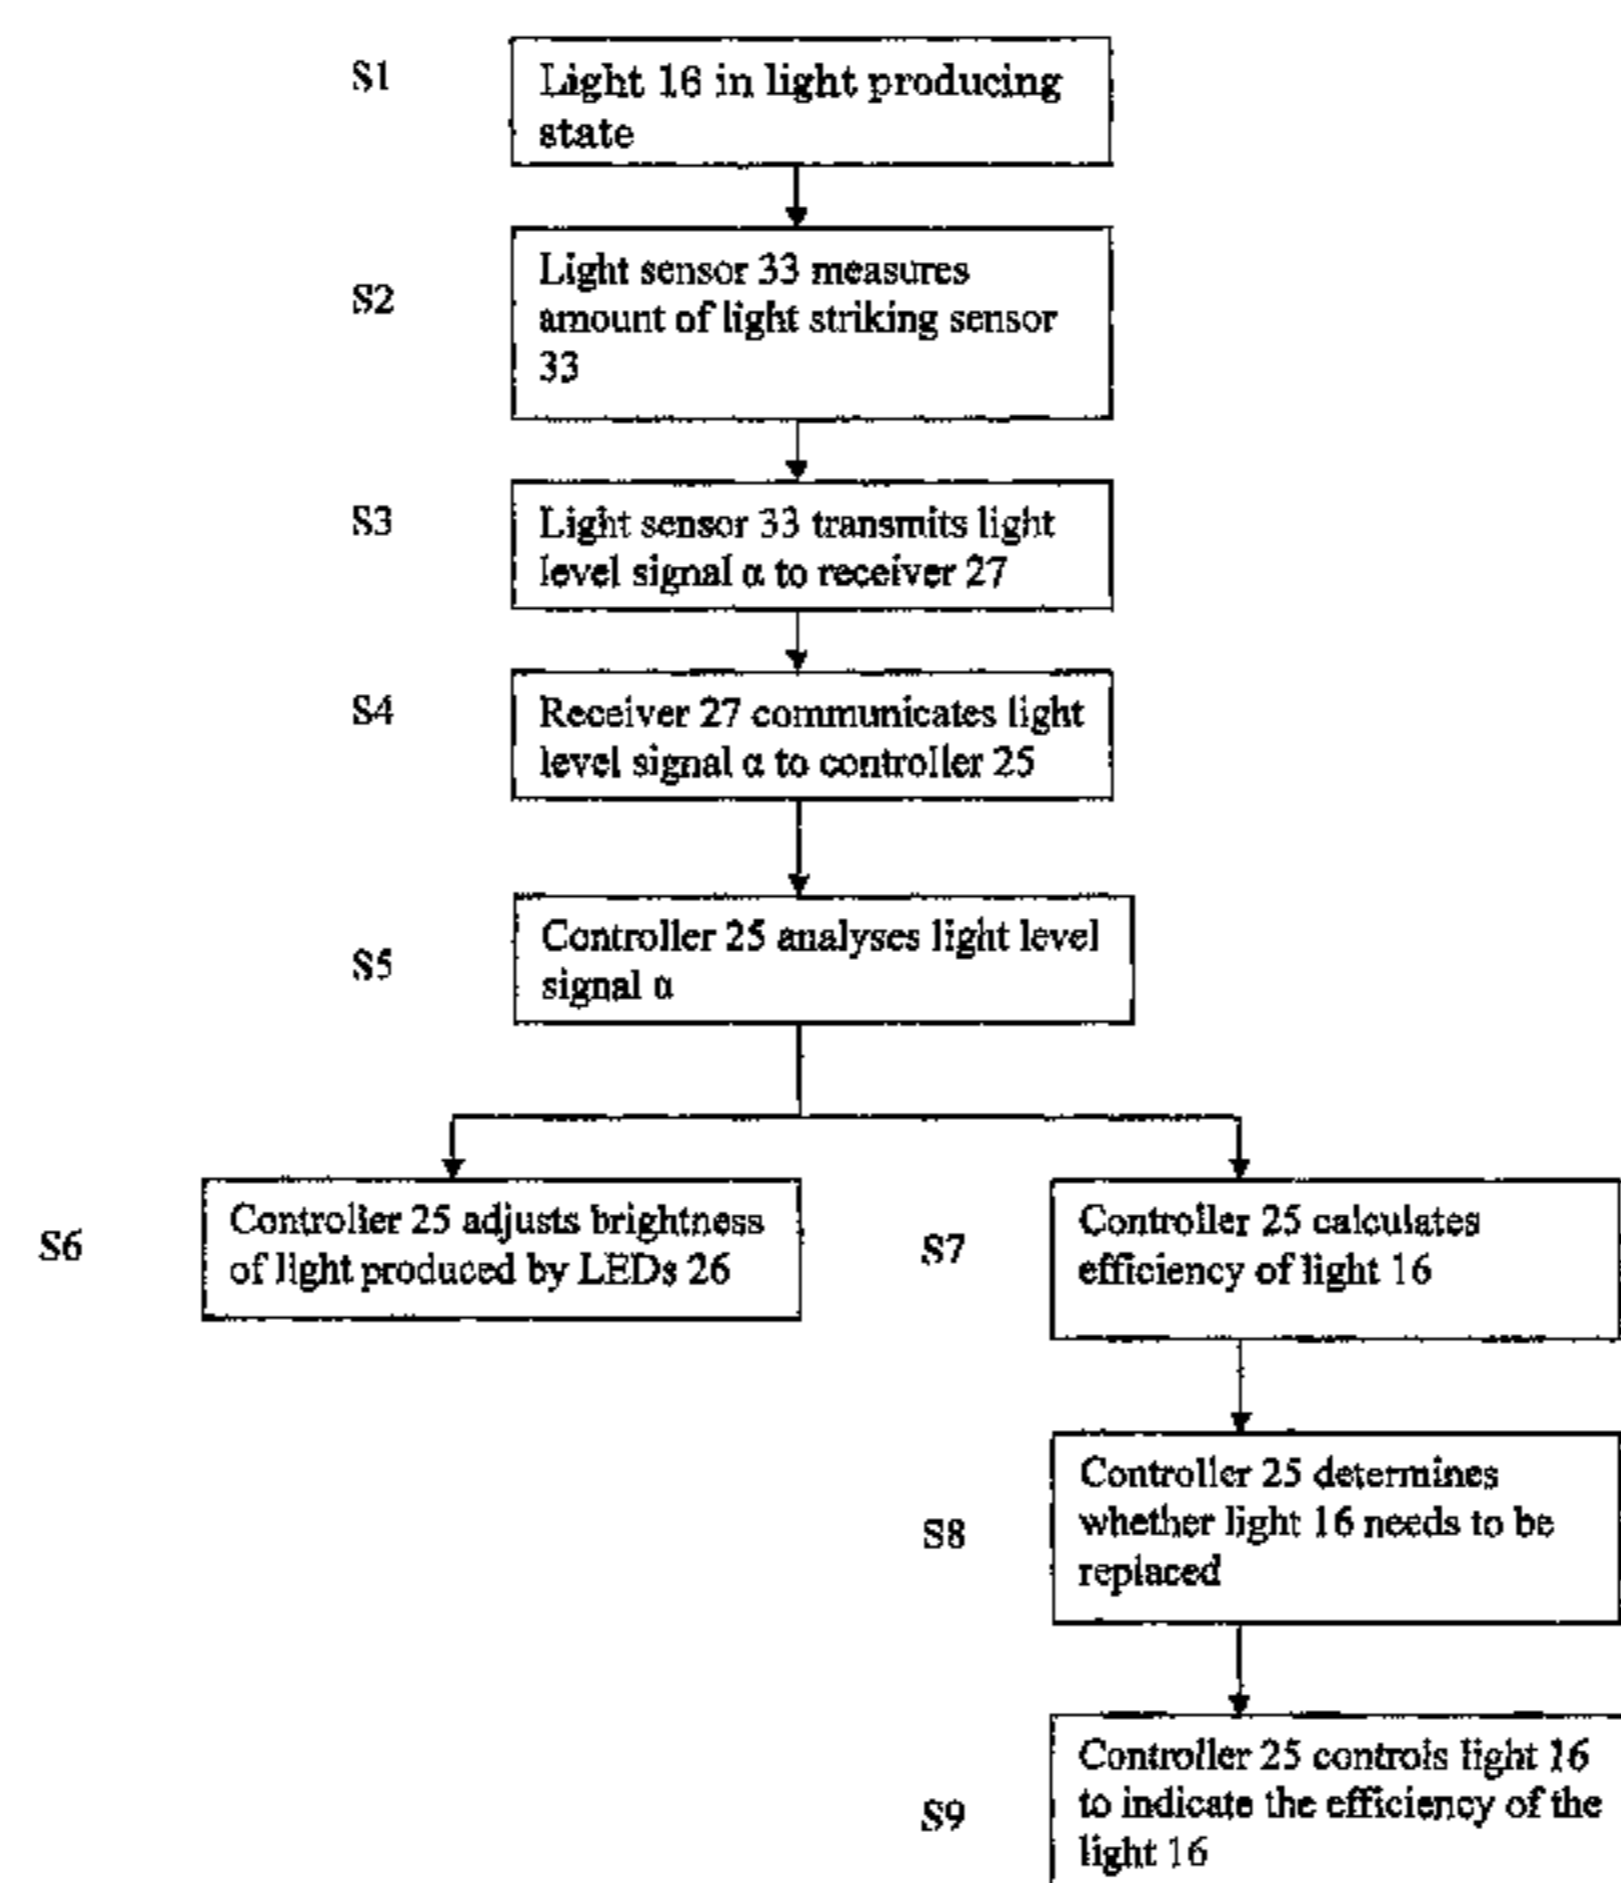 S1
Light 16 in light producing
state
S2
Light sensor 33 measures
amount of light striking sensor
33
S3
Light sensor 33 transmits light
level signal α to receiver 27
S4
Receiver 27 communicates light
level signal α to controller 25
S5
Controller 25 analyses light level
signal α
S6
Controller 25 adjusts brightness
of light produced by LEDs 26
S7
Controller 25 calculates
efficiency of light 16
S8
Controller 25 determines
whether light 16 needs to be
replaced
S9
Controller 25 controls light 16
to indicate the efficiency of the
light 16